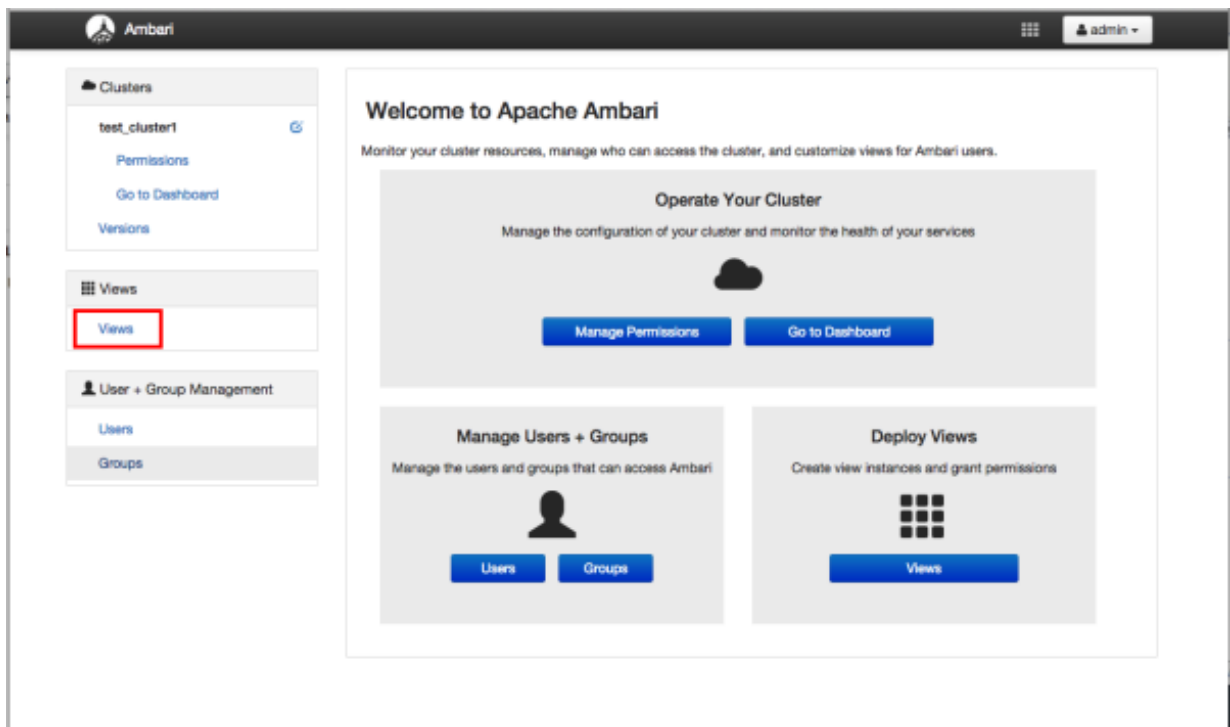 Ambari
admin
Clusters
test_cluster1
Permissions
Go to Dashboard
Versions
Views
Views
User + Group Management
Users
Groups
Welcome to Apache Ambari
Monitor your cluster resources, manage who can access the cluster, and customize views for Ambari users.
Operate Your Cluster
Manage the configuration of your cluster and monitor the health of your services
Manage Permissions Go to Dashboard
Manage Users + Groups
Manage the users and groups that can access Ambari
Users Groups
Deploy Views
Create view instances and grant permissions
Views